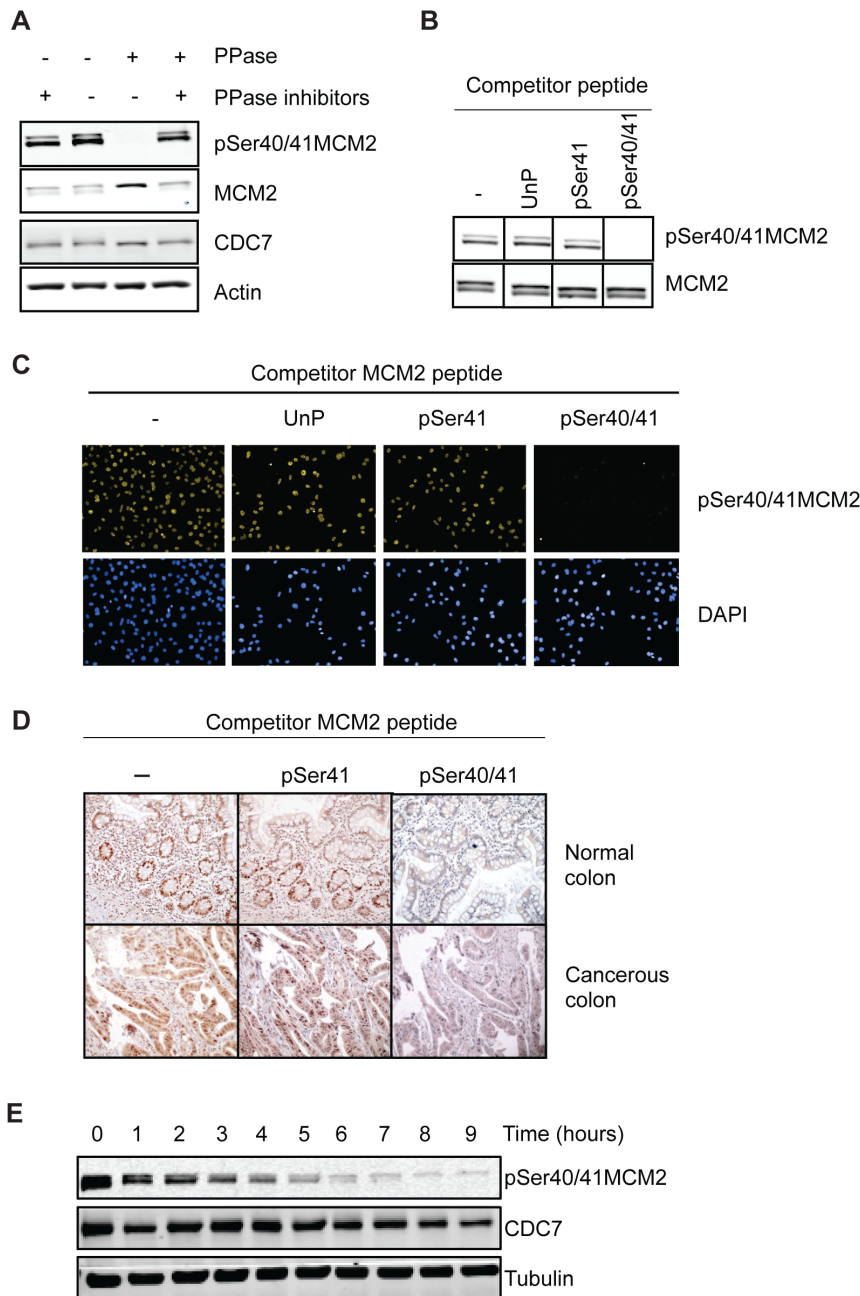 A
- - + + PPase
+ - - + PPase inhibitors
pSer40/41MCM2
MCM2
CDC7
Actin
B
Competitor peptide
- UnP pSer41 pSer40/41
pSer40/41MCM2
MCM2
C
Competitor MCM2 peptide
- UnP pSer41 pSer40/41
pSer40/41MCM2
DAPI
D
Competitor MCM2 peptide
– pSer41 pSer40/41
Normal
colon
Cancerous
colon
E
0 1 2 3 4 5 6 7 8 9 Time (hours)
pSer40/41MCM2
CDC7
Tubulin